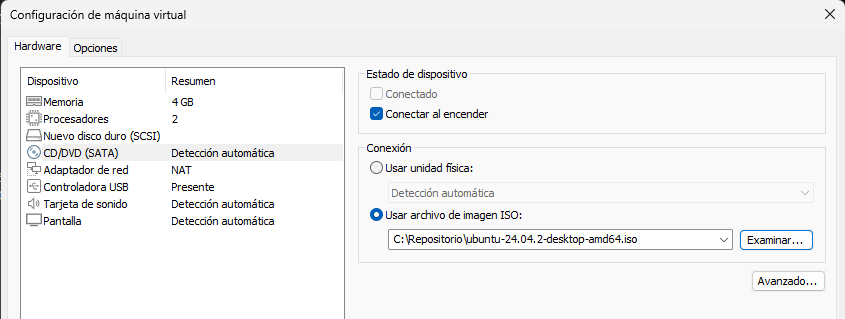 Configuración de máquina virtual
Hardware
Opciones
Dispositivo Resumen
Memoria 4 GB
Procesadores 2
Nuevo disco duro (SCSI)
CD/DVD (SATA) Detección automática
Adaptador de red NAT
Controladora USB Presente
Tarjeta de sonido Detección automática
Pantalla Detección automática
Estado de dispositivo
Conectado
Conectar al encender
Conexión
Usar unidad física:
Detección automática
Usar archivo de imagen ISO:
C:\Repositorio\ubuntu-24.04.2-desktop-amd64.iso
Examinar...
Avanzado...